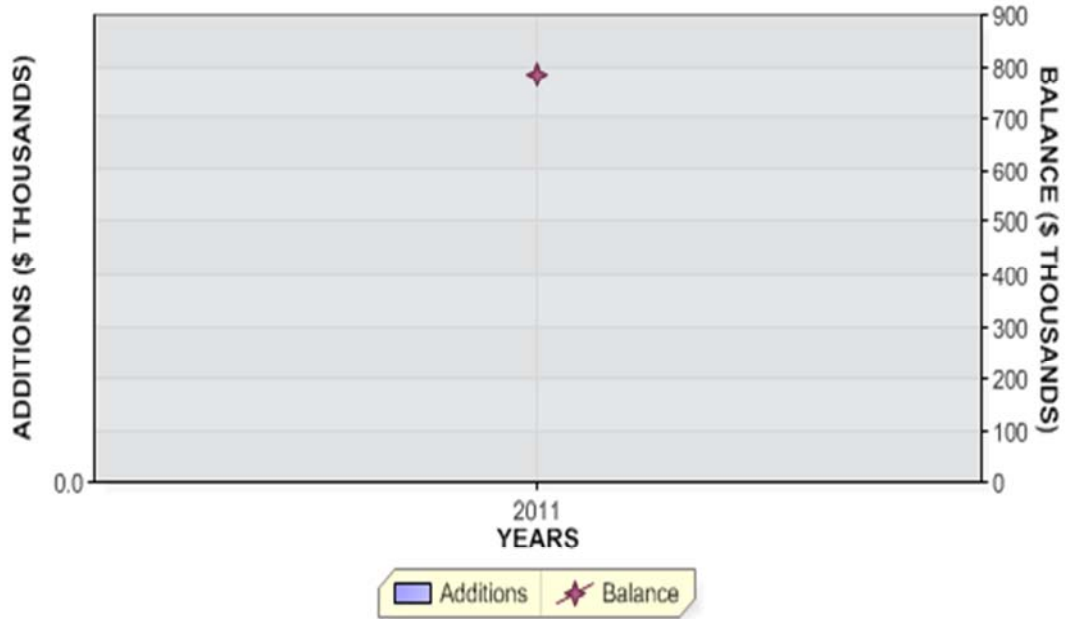 ADDITIONS ($ THOUSANDS)
0.0
900
800
700
600
500
400
300
200
100
0
BALANCE ($ THOUSANDS)
2011
YEARS
Additions
Balance